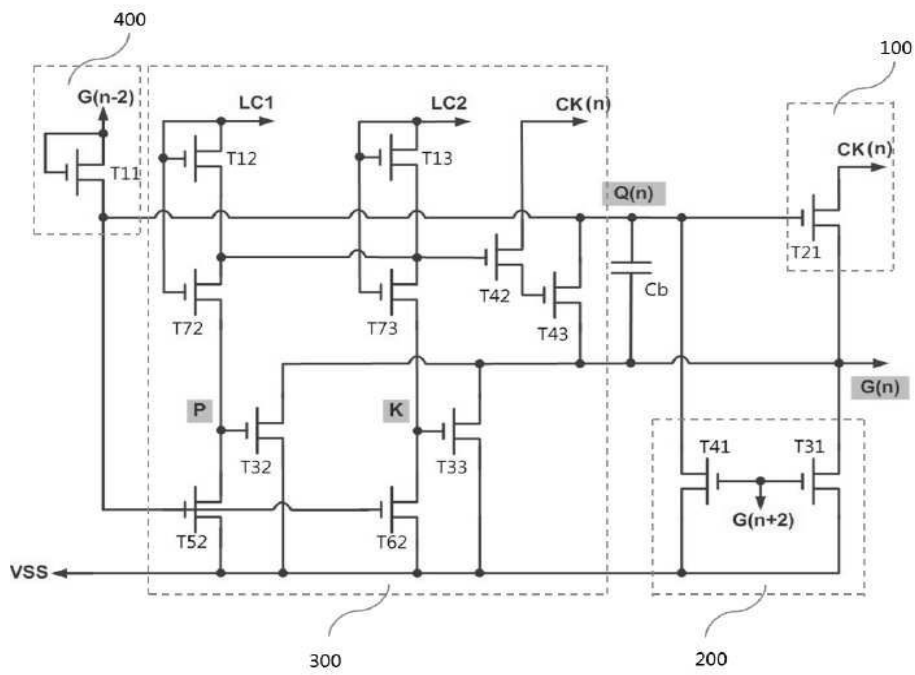 400
100
G(n-2)
LC1
LC2
CK(n)
T11
T12
T13
CK(n)
Q(n)
T21
T42
Cb
T72
T73
T43
G(n)
P
K
T32
T33
T41
T31
G(n+2)
T52
T62
VSS
300
200